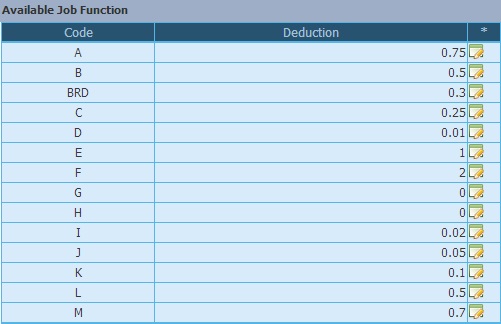 Available Job Function
Code Deduction *
A 0.75
B 0.5
BRD 0.3
C 0.25
D 0.01
E 1
F 2
G 0
H 0
I 0.02
J 0.05
K 0.1
L 0.5
M 0.7